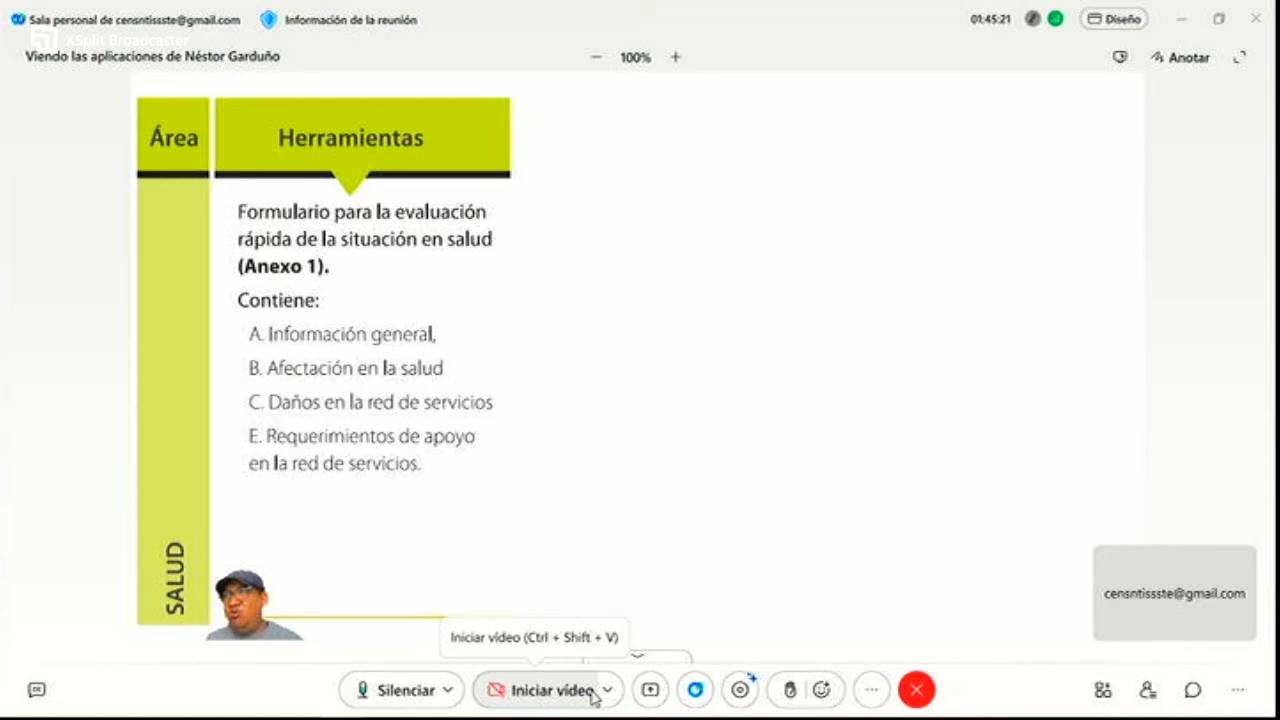 Sala personal de censntissste@gmail.com
Información de la reunión
01:45:21
Diseño
XSplit Broadcaster
Viendo las aplicaciones de Néstor Garduño
100%
Anotar
Área
Herramientas
Formulario para la evaluación
rápida de la situación en salud
(Anexo 1).
Contiene:
A. Información general,
B. Afectación en la salud
C. Daños en la red de servicios
E. Requerimientos de apoyo
en la red de servicios.
SALUD
censntissste@gmail.com
Iniciar vídeo (Ctrl + Shift + V)
Silenciar
Iniciar vídeo